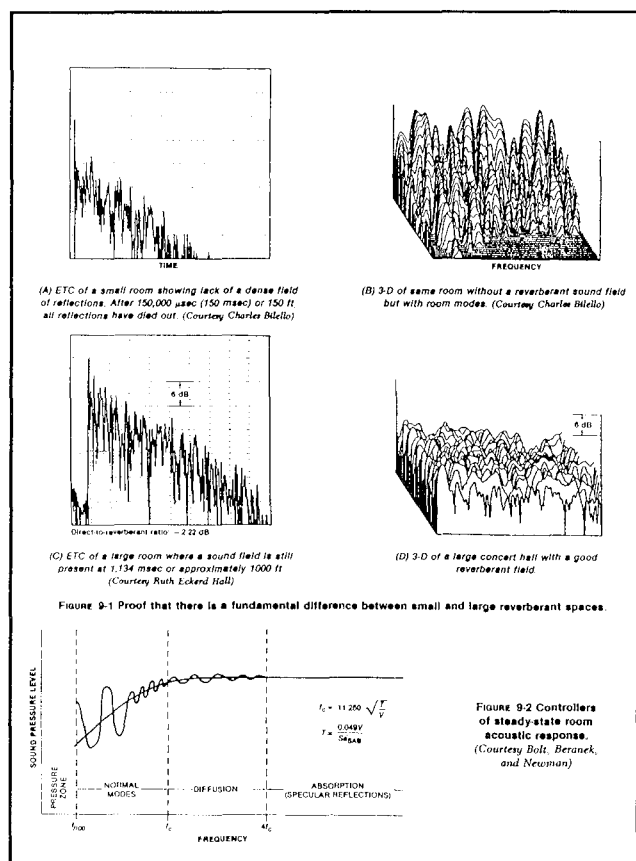 TIME
(A) ETC of a small room showing lack of a dense field
of reflections. After 150,000 µsec (150 msec) or 150 ft
all reflections have died out. (Courtesy Charles Bilello)
FREQUENCY
(B) 3-D of same room without a reverberant sound field
but with room modes. (Courtesy Charles Bilello)
6 dB
Direct-to-reverberant ratio: – 2.22 dB
(C) ETC of a large room where a sound field is still
present at 1,134 msec or approximately 1000 ft
(Courtesy Ruth Eckerd Hall)
6 dB
(D) 3-D of a large concert hall with a good
reverberant field.
FIGURE 9-1 Proof that there is a fundamental difference between small and large reverberant spaces.
SOUND PRESSURE LEVEL
PRESSURE
ZONE
NORMAL
MODES
DIFFUSION
ABSORPTION
(SPECULAR REFLECTIONS)
fc = 11,250 √T/V
T = 0.049V
FREQUENCY
fc
4fc
FIGURE 9-2 Controllers
of steady-state room
acoustic response.
(Courtesy Bolt, Beranek,
and Newman)